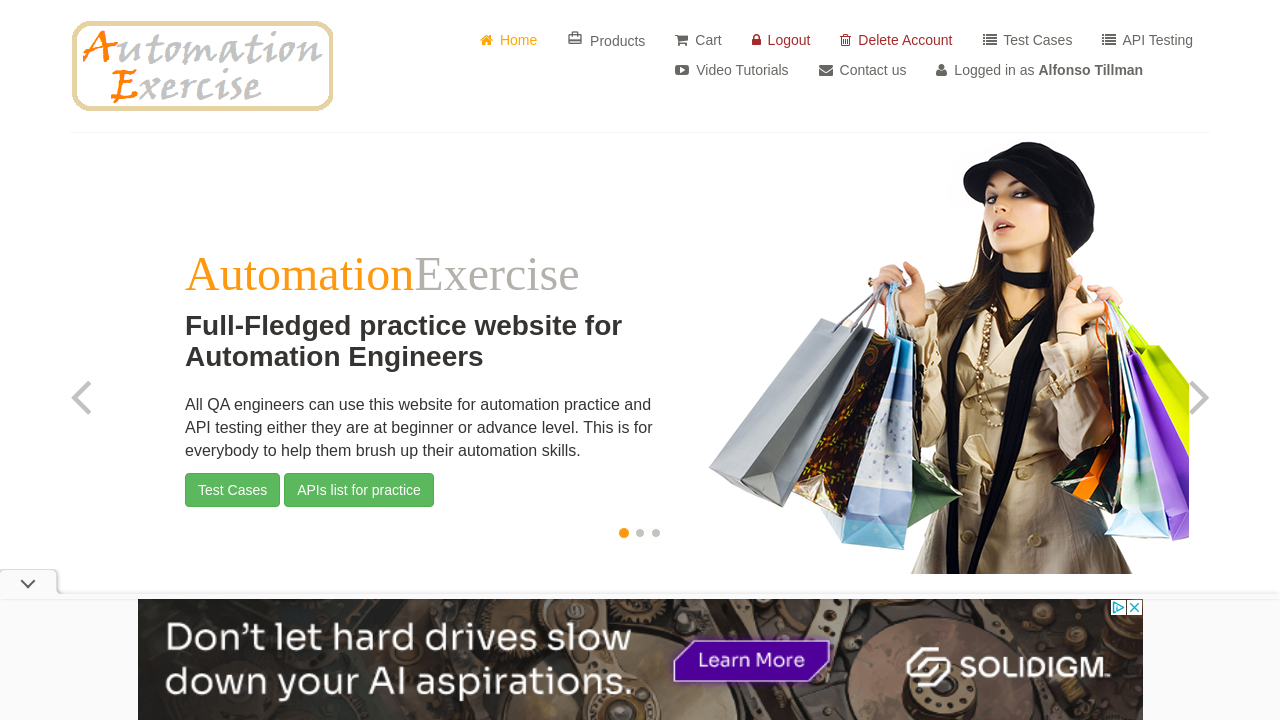 Automation
Exercise
Home
Products
Cart
Logout
Delete Account
Test Cases
API Testing
Video Tutorials
Contact us
Logged in as Alfonso Tillman
AutomationExercise
Full-Fledged practice website for
Automation Engineers
All QA engineers can use this website for automation practice and
API testing either they are at beginner or advance level. This is for
everybody to help them brush up their automation skills.
Test Cases
APIs list for practice
Don't let hard drives slow
down your AI aspirations.
Learn More
SOLIDIGM